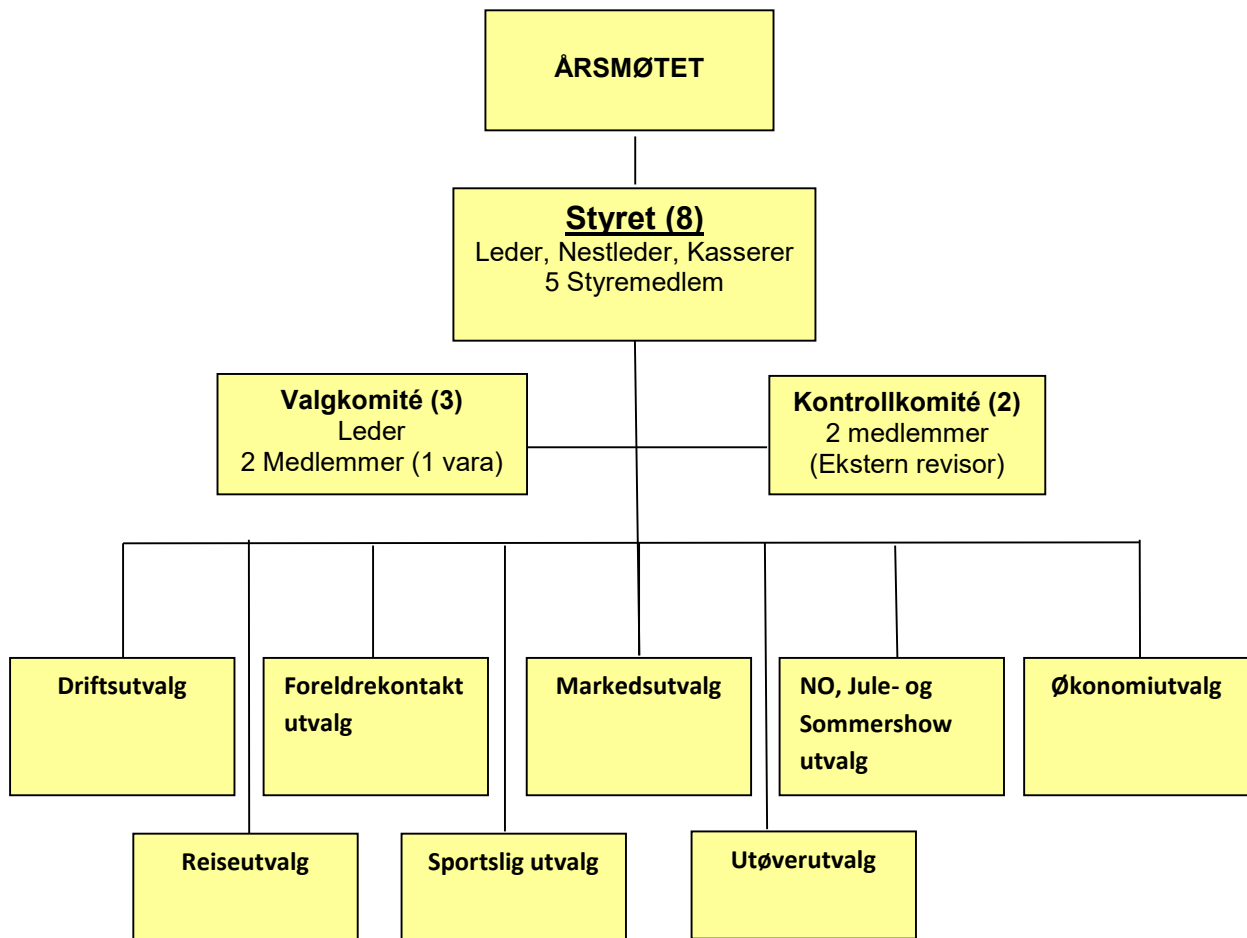 ÅRSMØTET
Styret (8)
Leder, Nestleder, Kasserer
5 Styremedlem
Valgkomité (3)
Leder
2 Medlemmer (1 vara)
Kontrollkomité (2)
2 medlemmer
(Ekstern revisor)
Driftsutvalg
Foreldrekontakt
utvalg
Markedsutvalg
NO, Jule- og
Sommershow
utvalg
Økonomiutvalg
Reiseutvalg
Sportslig utvalg
Utøverutvalg